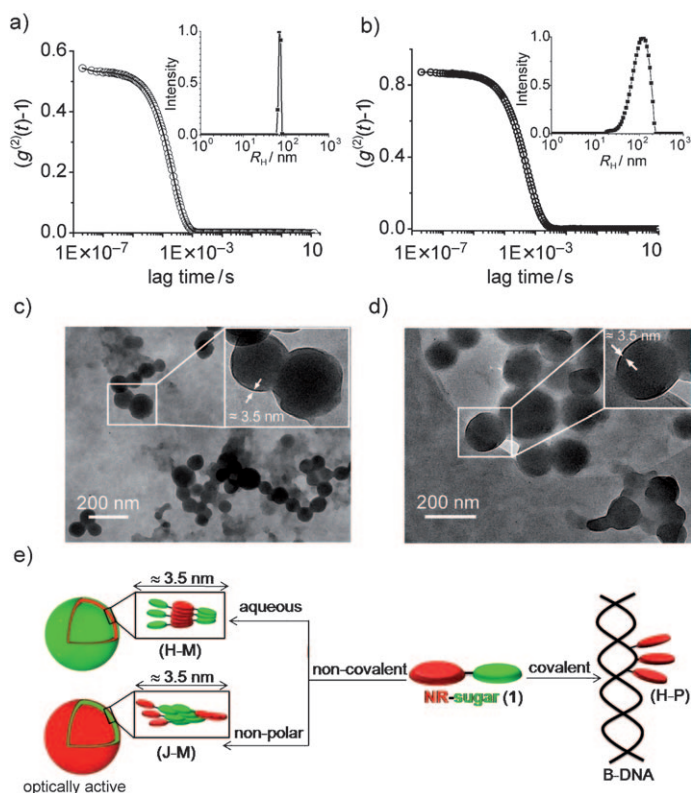 a)
0.6
0.4
0.2
0.0
(g⁽²⁾(t)-1)
1E×10⁻⁷
1E×10⁻³
10
lag time / s
1.0
0.5
0.0
Intensity
10⁰ 10¹ 10² 10³
R_H / nm
b)
0.8
0.4
0.0
(g⁽²⁾(t)-1)
1E×10⁻⁷
1E×10⁻³
10
lag time / s
1.0
0.5
0.0
Intensity
10⁰ 10¹ 10² 10³
R_H / nm
c)
≈ 3.5 nm
200 nm
d)
≈ 3.5 nm
200 nm
e)
≈ 3.5 nm
(H-M)
aqueous
≈ 3.5 nm
(J-M)
non-polar
optically active
non-covalent
NR-sugar (1)
covalent
(H-P)
B-DNA